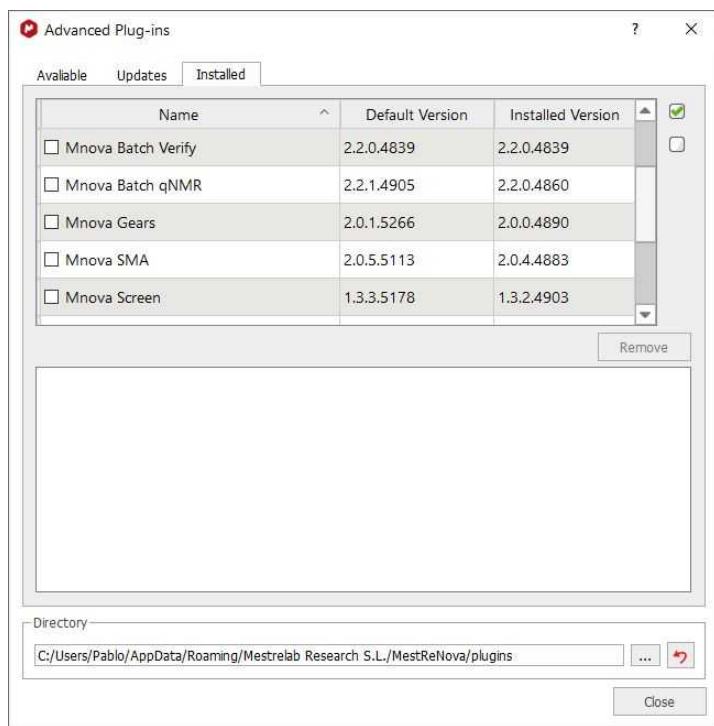 Advanced Plug-ins ? ×
Avaliable Updates Installed
Name Default Version Installed Version
Mnova Batch Verify 2.2.0.4839 2.2.0.4839
Mnova Batch qNMR 2.2.1.4905 2.2.0.4860
Mnova Gears 2.0.1.5266 2.0.0.4890
Mnova SMA 2.0.5.5113 2.0.4.4883
Mnova Screen 1.3.3.5178 1.3.2.4903
Remove
Directory
C:/Users/Pablo/AppData/Roaming/Mestrelab Research S.L./MestReNova/plugins ...
Close